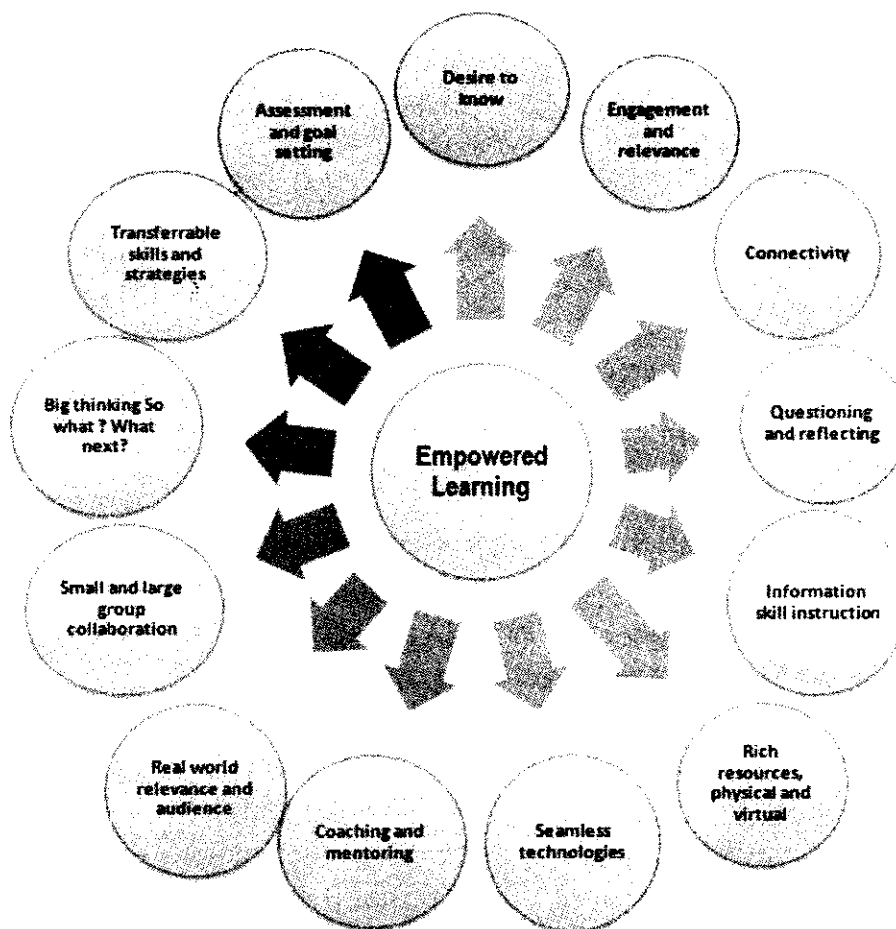 Desire to
know
Engagement
and
relevance
Connectivity
Questioning
and reflecting
Information
skill instruction
Rich
resources,
physical and
virtual
Seamless
technologies
Coaching and
mentoring
Real world
relevance and
audience
Small and large
group
collaboration
Big thinking So
what ? What
next?
Transferrable
skills and
strategies
Assessment
and goal
setting
Empowered
Learning